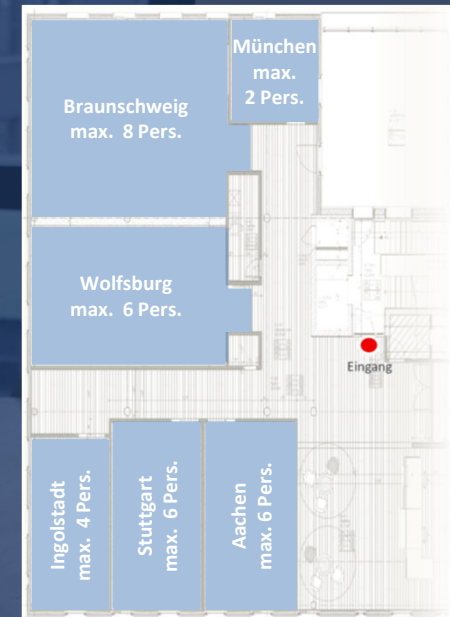 München
max.
2 Pers.
Braunschweig
max. 8 Pers.
Wolfsburg
max. 6 Pers.
Eingang
Ingolstadt
max. 4 Pers.
Stuttgart
max. 6 Pers.
Aachen
max. 6 Pers.